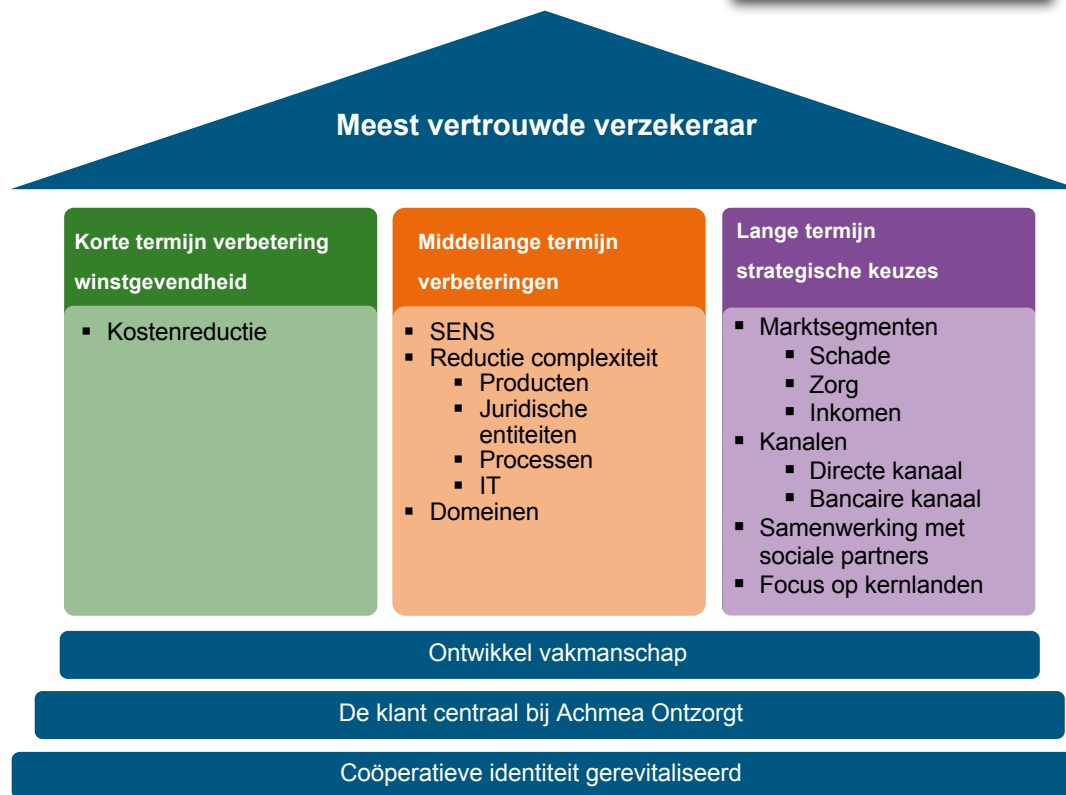 Meest vertrouwde verzekeraar
Korte termijn verbetering
winstgevendheid
▪ Kostenreductie
Middellange termijn
verbeteringen
▪ SENS
▪ Reductie complexiteit
▪ Producten
▪ Juridische
entiteiten
▪ Processen
▪ IT
▪ Domeinen
Lange termijn
strategische keuzes
▪ Marktsegmenten
▪ Schade
▪ Zorg
▪ Inkomen
▪ Kanalen
▪ Directe kanaal
▪ Bancaire kanaal
▪ Samenwerking met
sociale partners
▪ Focus op kernlanden
Ontwikkel vakmanschap
De klant centraal bij Achmea Ontzorgt
Coöperatieve identiteit gerevitaliseerd